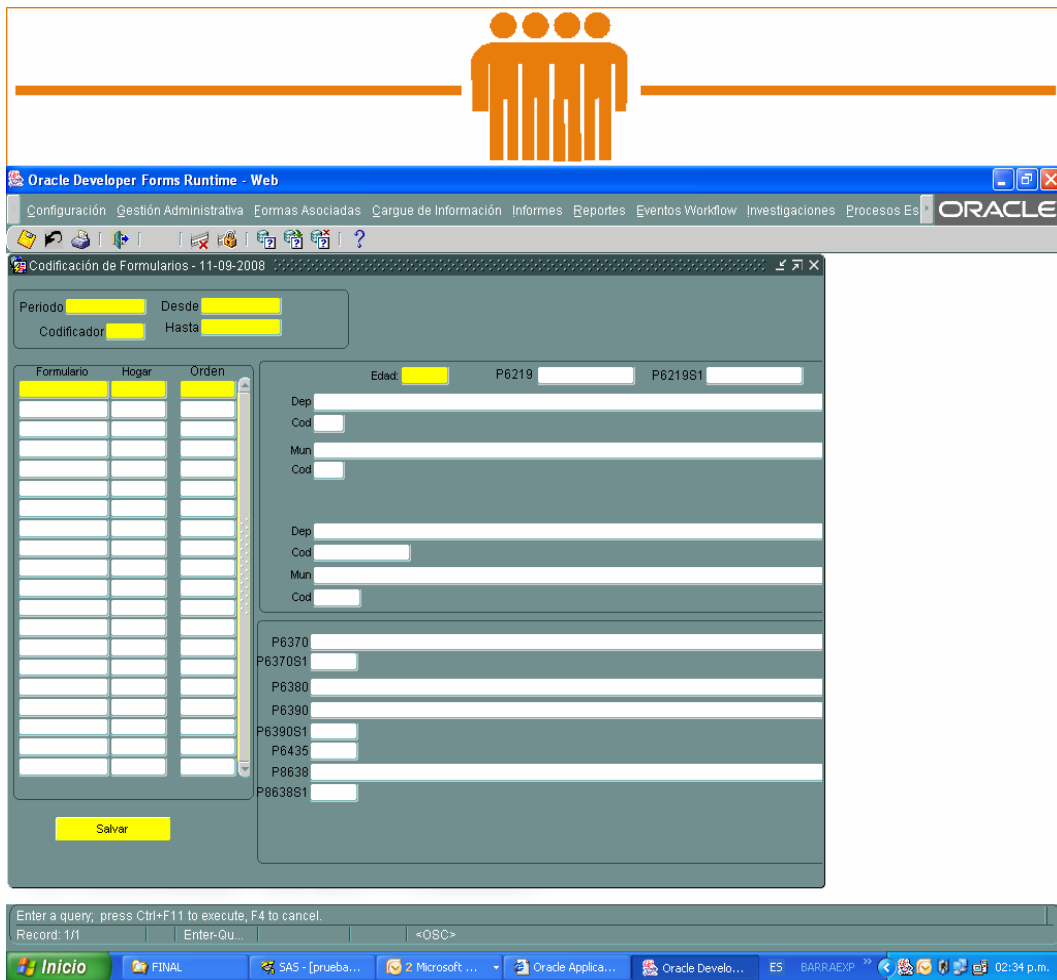 Oracle Developer Forms Runtime - Web
Configuración Gestión Administrativa Formas Asociadas Cargue de Información Informes Reportes Eventos Workflow Investigaciones Procesos Es ORACLE
Codificación de Formularios - 11-09-2008
Periodo Desde
Codificador Hasta
Formulario Hogar Orden
Edad: P6219 P6219S1
Dep
Cod
Mun
Cod
Dep
Cod
Mun
Cod
P6370
P6370S1
P6380
P6390
P6390S1
P6435
P8638
P8638S1
Salvar
Enter a query; press Ctrl+F11 to execute, F4 to cancel.
Record: 1/1 Enter-Qu... <OSC>
Inicio FINAL SAS - [prueba... 2 Microsoft ... Oracle Applica... Oracle Develo... ES BARRAEXP » 02:34 p.m.